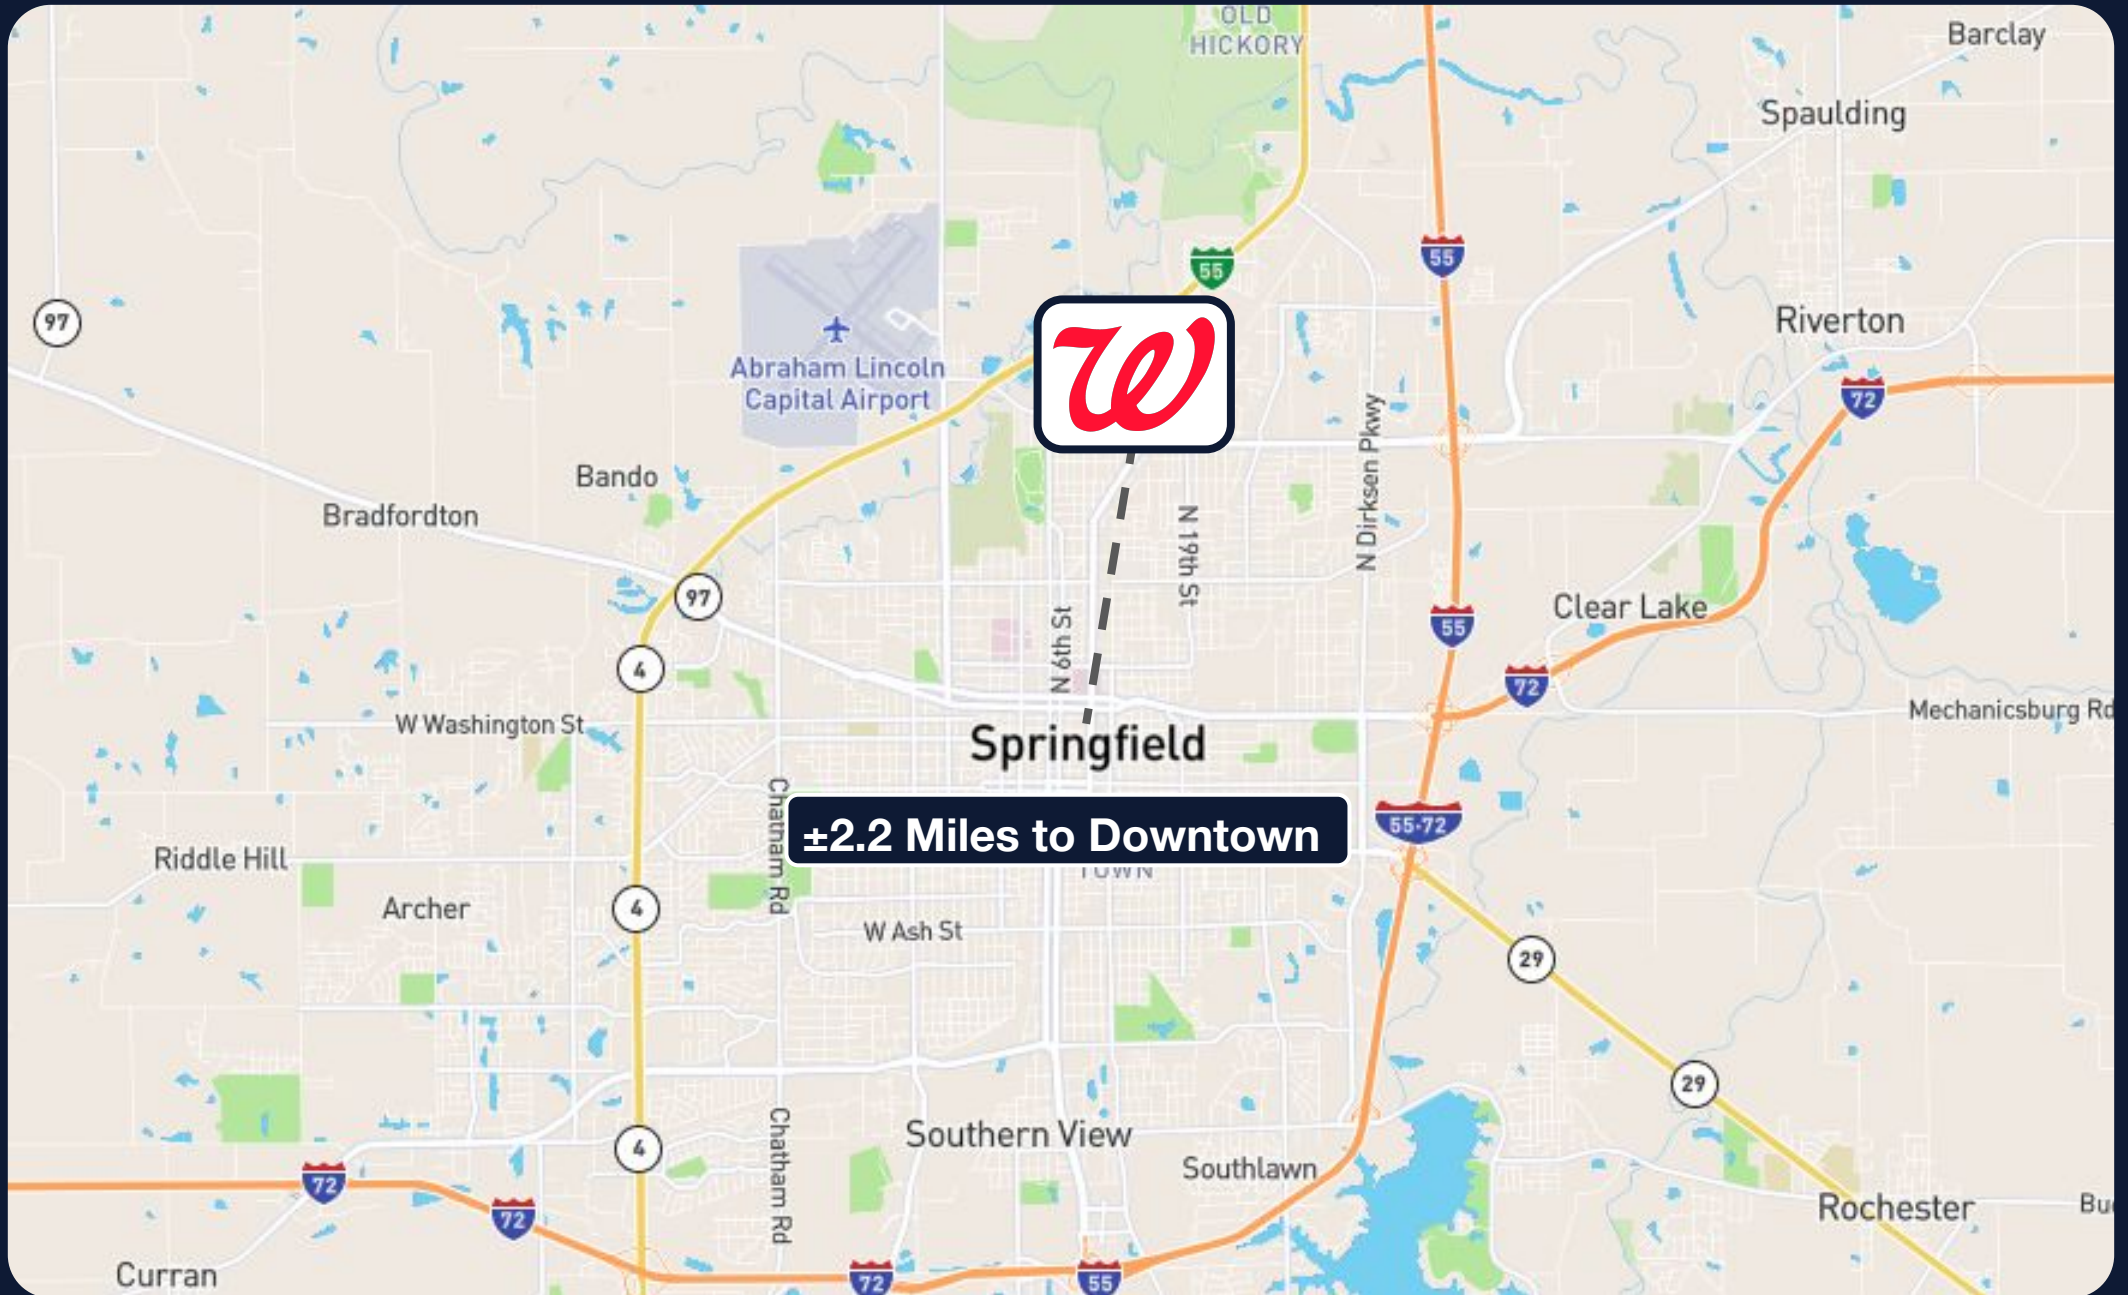 OLD
HICKORY
Barclay
Spaulding
55
55
97
Riverton
W
Abraham Lincoln
Capital Airport
72
N Dirksen Pkwy
Bando
Bradfordton
N 19th St
97
Clear Lake
55
N 6th St
4
72
W Washington St
Mechanicsburg Rd
Springfield
Chatham Rd
±2.2 Miles to Downtown
55-72
TOWN
Riddle Hill
Archer
4
W Ash St
29
29
Southern View
4
Chatham Rd
Southlawn
72
72
Rochester
Bu
Curran
72
55